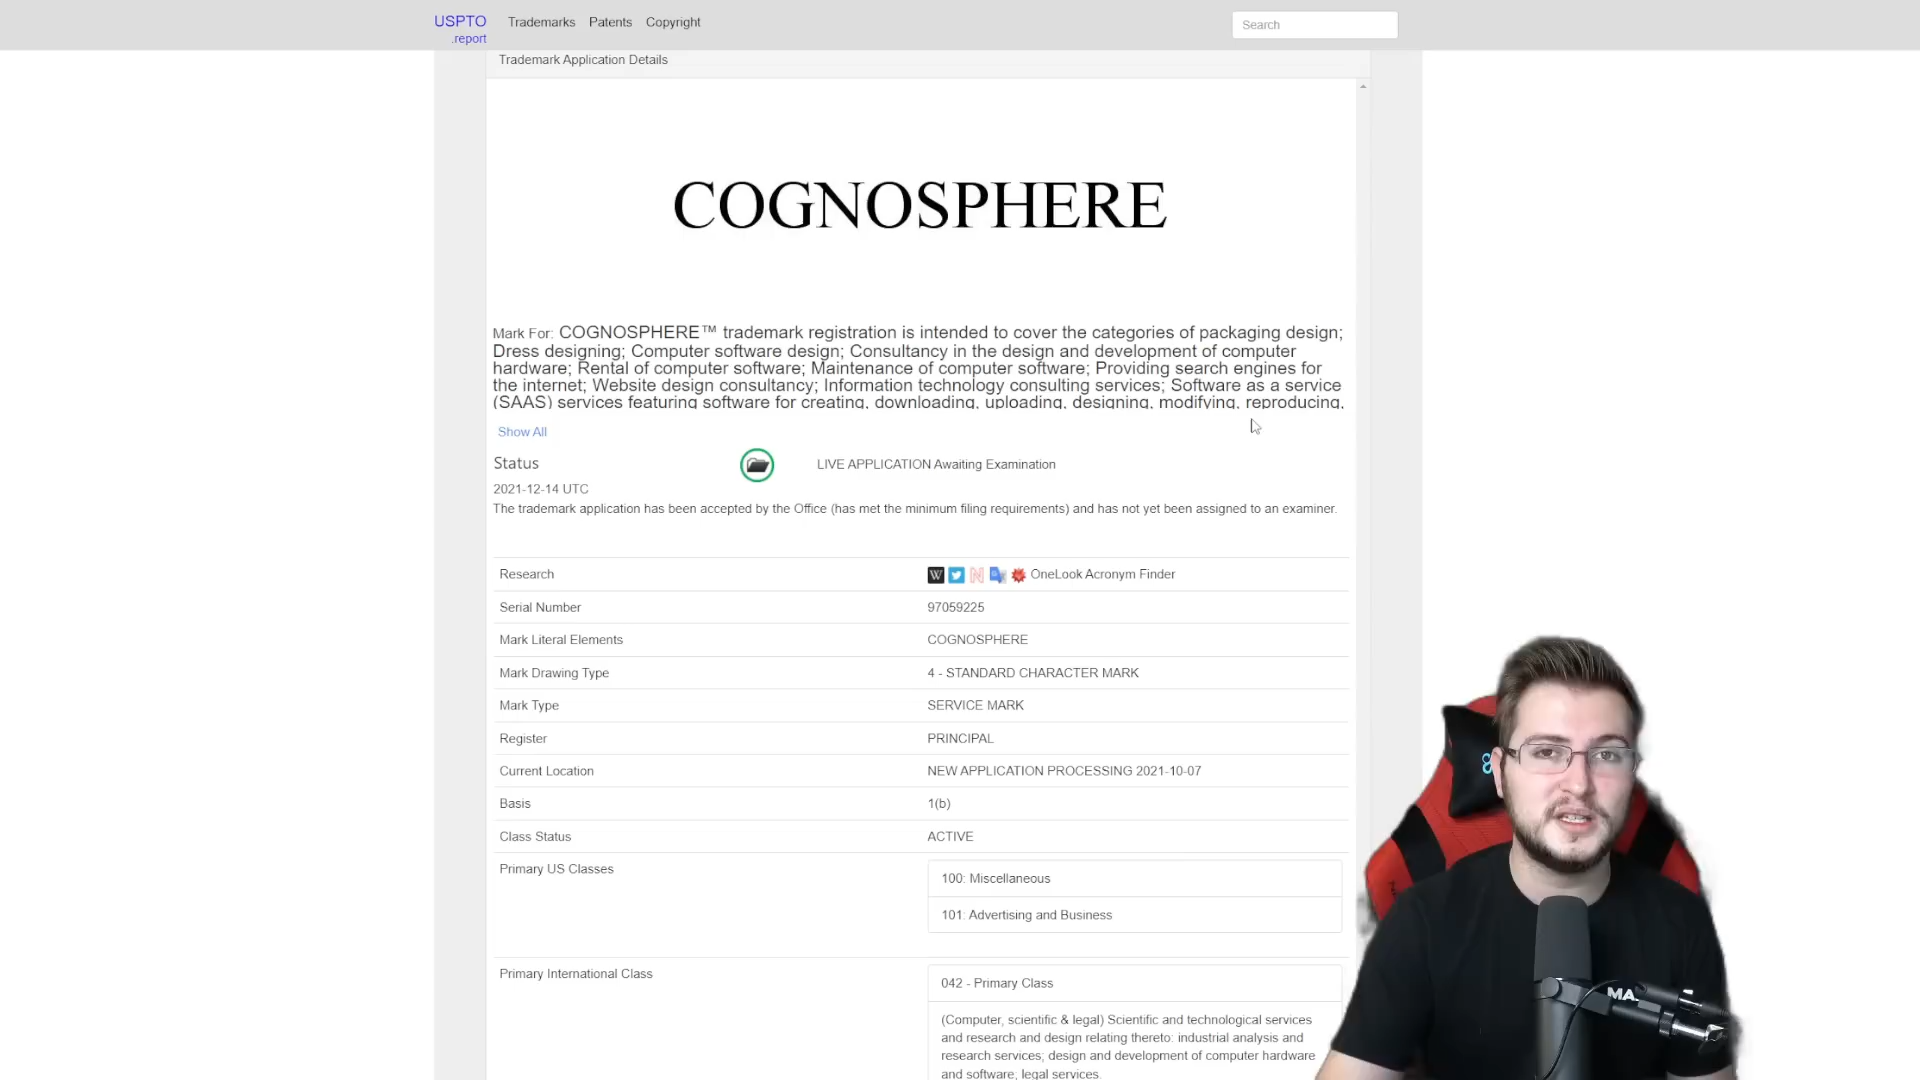 USPTO
.report
Trademarks
Patents
Copyright
Search
Trademark Application Details
COGNOSPHERE
Mark For: COGNOSPHERE™ trademark registration is intended to cover the categories of packaging design;
Dress designing; Computer software design; Consultancy in the design and development of computer
hardware; Rental of computer software; Maintenance of computer software; Providing search engines for
the internet; Website design consultancy; Information technology consulting services; Software as a service
(SAAS) services featuring software for creating, downloading, uploading, designing, modifying, reproducing,
Show All
Status
LIVE APPLICATION Awaiting Examination
2021-12-14 UTC
The trademark application has been accepted by the Office (has met the minimum filing requirements) and has not yet been assigned to an examiner.
Research
W
N
OneLook Acronym Finder
Serial Number
97059225
Mark Literal Elements
COGNOSPHERE
Mark Drawing Type
4 - STANDARD CHARACTER MARK
Mark Type
SERVICE MARK
Register
PRINCIPAL
Current Location
NEW APPLICATION PROCESSING 2021-10-07
Basis
1(b)
Class Status
ACTIVE
Primary US Classes
100: Miscellaneous
101: Advertising and Business
Primary International Class
042 - Primary Class
(Computer, scientific & legal) Scientific and technological services
and research and design relating thereto: industrial analysis and
research services; design and development of computer hardware
and software; legal services.
MA.